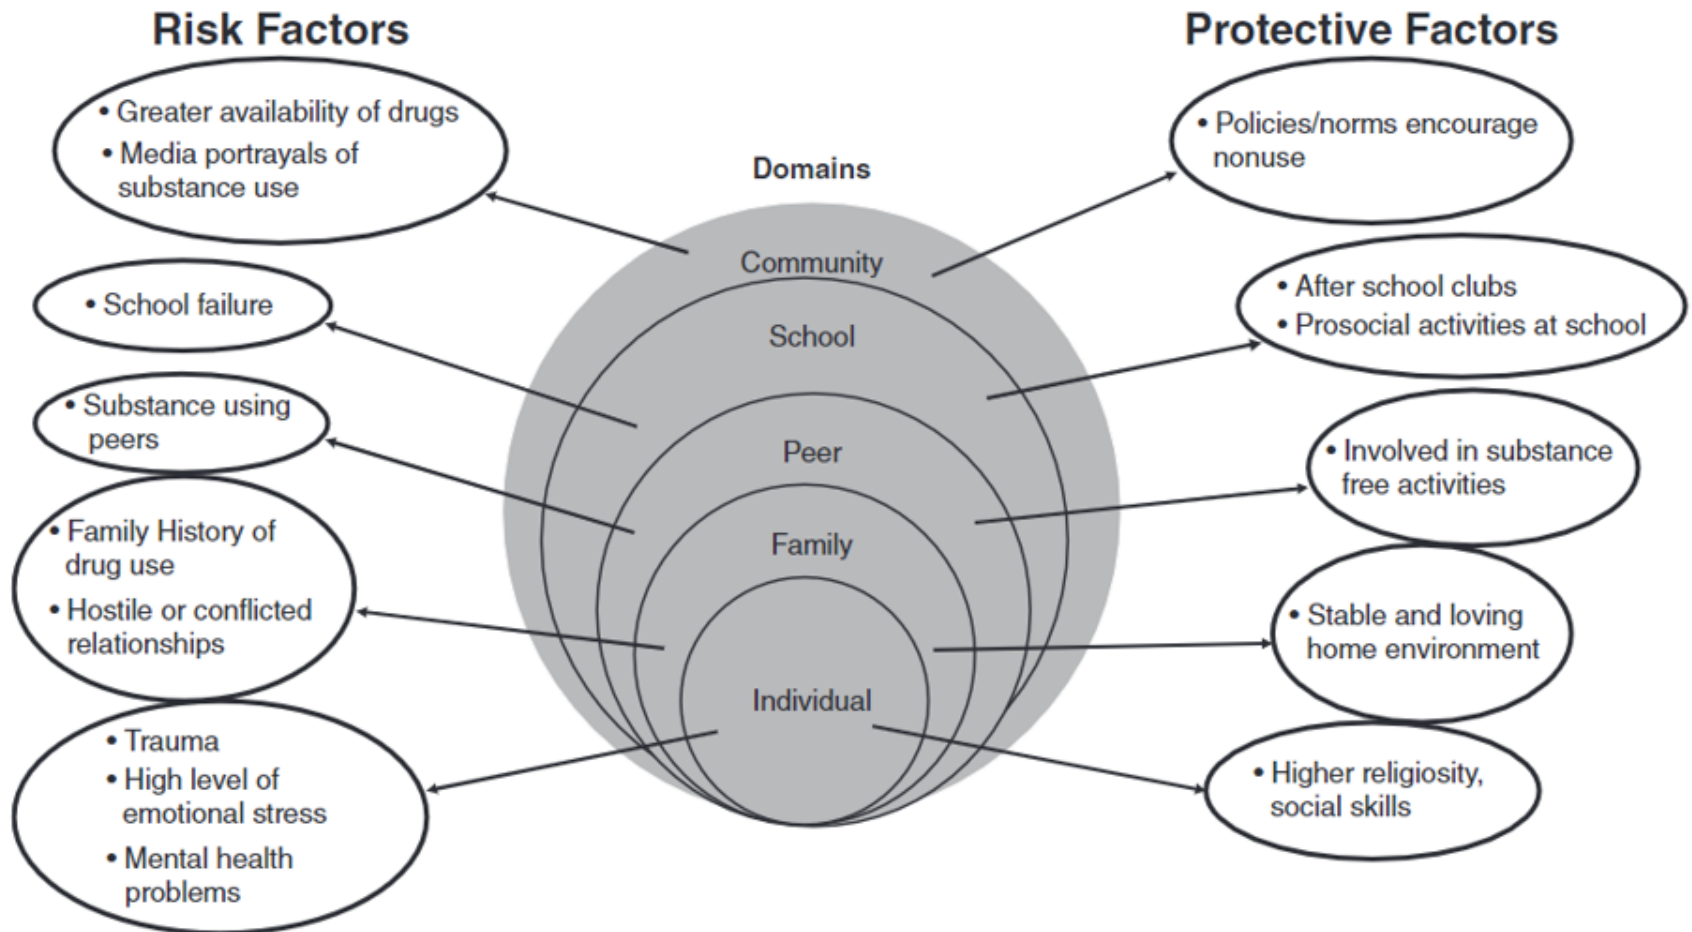 Risk Factors
• Greater availability of drugs
• Media portrayals of
substance use
• School failure
• Substance using
peers
• Family History of
drug use
• Hostile or conflicted
relationships
• Trauma
• High level of
emotional stress
• Mental health
problems
Domains
Community
School
Peer
Family
Individual
Protective Factors
• Policies/norms encourage
nonuse
• After school clubs
• Prosocial activities at school
• Involved in substance
free activities
• Stable and loving
home environment
• Higher religiosity,
social skills